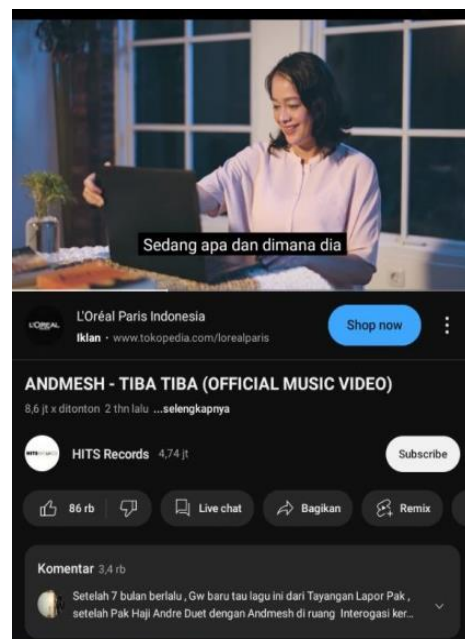 Sedang apa dan dimana dia
L'ORÉAL
L'Oréal Paris Indonesia
Iklan · www.tokopedia.com/lorealparis
Shop now
ANDMESH - TIBA TIBA (OFFICIAL MUSIC VIDEO)
8,6 jt x ditonton 2 thn lalu ...selengkapnya
HITS Records 4,74 jt
Subscribe
86 rb
Live chat
Bagikan
Remix
Komentar 3,4 rb
Setelah 7 bulan berlalu , Gw baru tau lagu ini dari Tayangan Lapor Pak ,
setelah Pak Haji Andre Duet dengan Andmesh di ruang Interogasi ker...